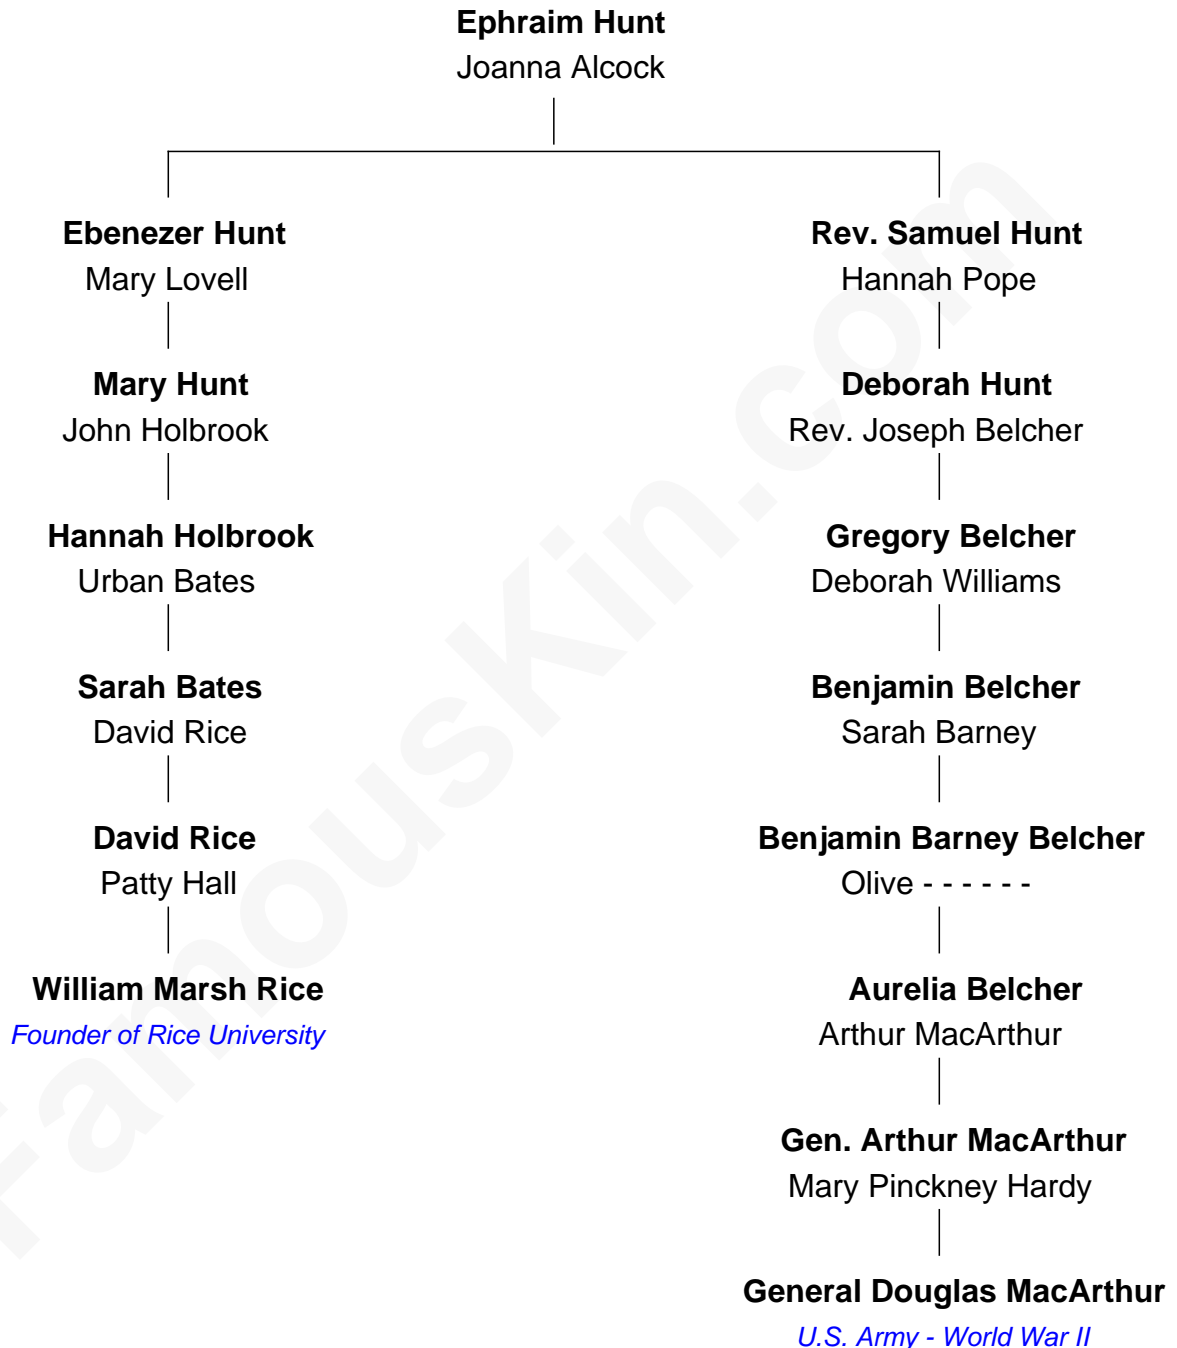 Ephraim Hunt
Joanna Alcock
Ebenezer Hunt
Mary Lovell
Mary Hunt
John Holbrook
Hannah Holbrook
Urban Bates
Sarah Bates
David Rice
David Rice
Patty Hall
William Marsh Rice
Founder of Rice University
Rev. Samuel Hunt
Hannah Pope
Deborah Hunt
Rev. Joseph Belcher
Gregory Belcher
Deborah Williams
Benjamin Belcher
Sarah Barney
Benjamin Barney Belcher
Olive - - - - - -
Aurelia Belcher
Arthur MacArthur
Gen. Arthur MacArthur
Mary Pinckney Hardy
General Douglas MacArthur
U.S. Army - World War II
FamousKin.com